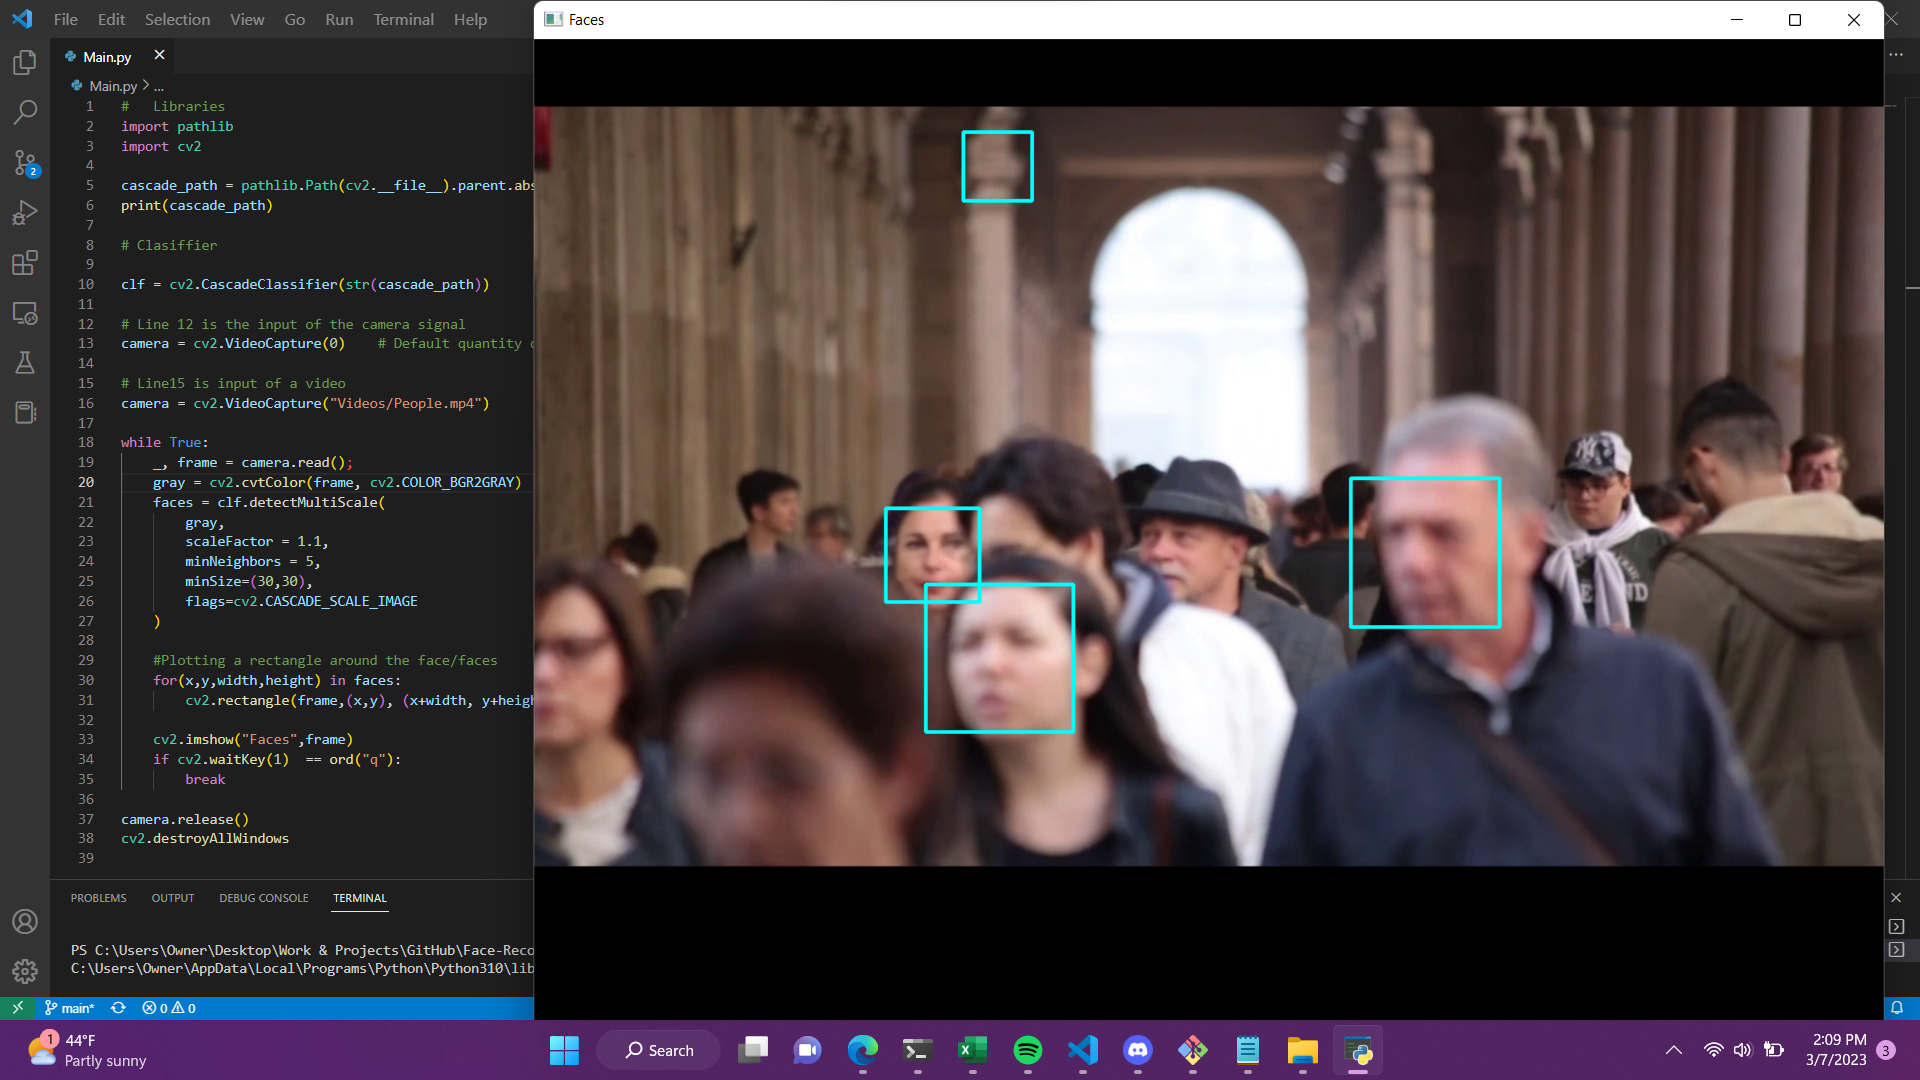 File Edit Selection View Go Run Terminal Help
Faces
Main.py
Main.py > ...
2
1 # Libraries
2 import pathlib
3 import cv2
4
5 cascade_path = pathlib.Path(cv2.__file__).parent.abs
6 print(cascade_path)
7
8 # Clasiffier
9
10 clf = cv2.CascadeClassifier(str(cascade_path))
11
12 # Line 12 is the input of the camera signal
13 camera = cv2.VideoCapture(0) # Default quantity
14
15 # Line15 is input of a video
16 camera = cv2.VideoCapture("Videos/People.mp4")
17
18 while True:
19 _, frame = camera.read();
20 gray = cv2.cvtColor(frame, cv2.COLOR_BGR2GRAY)
21 faces = clf.detectMultiScale(
22 gray,
23 scaleFactor = 1.1,
24 minNeighbors = 5,
25 minSize=(30,30),
26 flags=cv2.CASCADE_SCALE_IMAGE
27 )
28
29 #Plotting a rectangle around the face/faces
30 for(x,y,width,height) in faces:
31 cv2.rectangle(frame,(x,y), (x+width, y+heigh
32
33 cv2.imshow("Faces",frame)
34 if cv2.waitKey(1) == ord("q"):
35 break
36
37 camera.release()
38 cv2.destroyAllWindows
39
PROBLEMS OUTPUT DEBUG CONSOLE TERMINAL
PS C:\Users\Owner\Desktop\Work & Projects\GitHub\Face-Reco
C:\Users\Owner\AppData\Local\Programs\Python\Python310\lib
main* 0 0
1
44°F
Partly sunny
Search
2:09 PM
3/7/2023
3